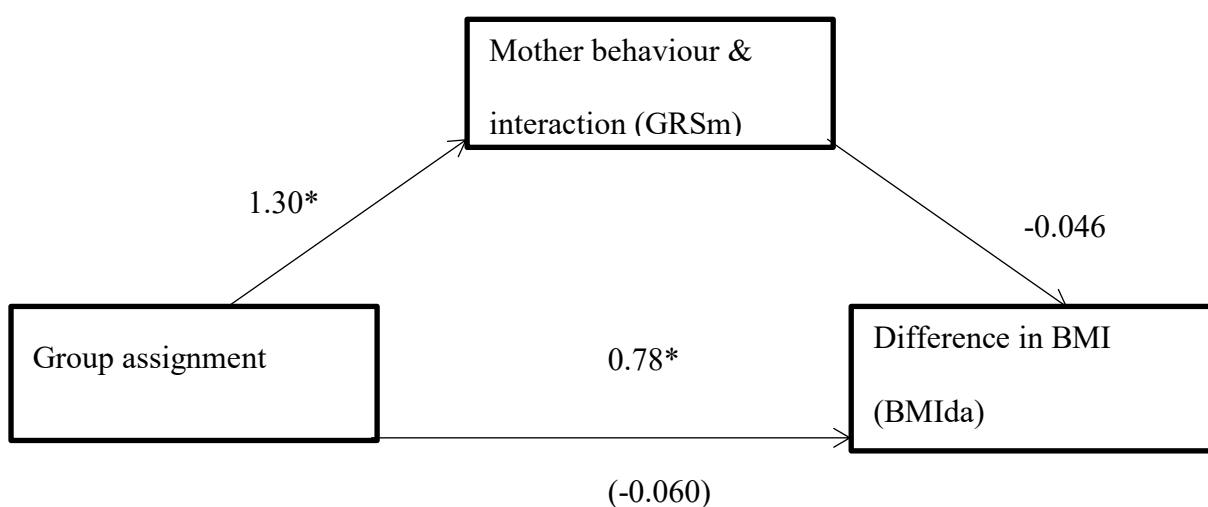 Mother behaviour &
interaction (GRSm)
1.30*
-0.046
Group assignment
0.78*
Difference in BMI
(BMIda)
(-0.060)